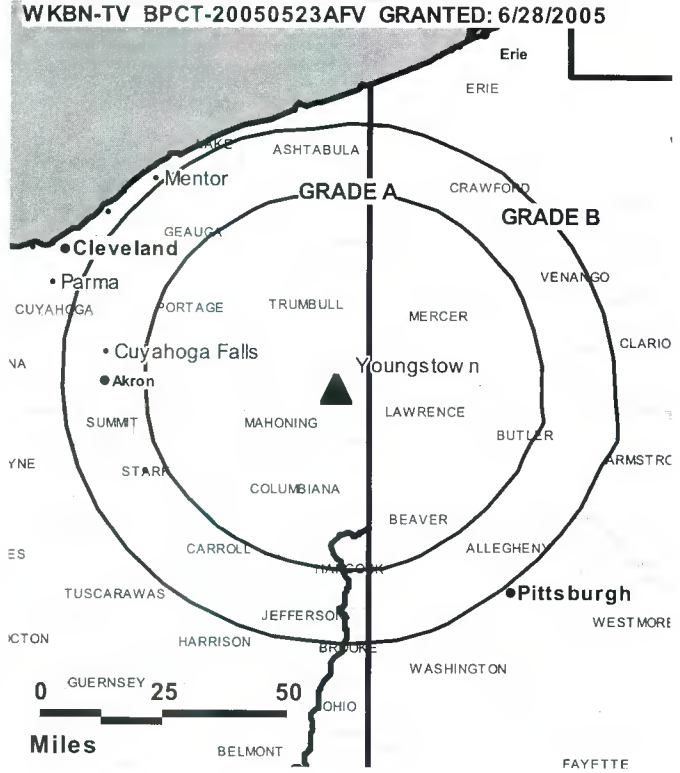 WKBN-TV BPCT-20050523AFV GRANTED: 6/28/2005
Erie
ERIE
LAKE
ASHTABULA
Mentor
GRADE A
CRAWFORD
GRADE B
GEAUGA
Cleveland
Parma
VENANGO
CUYAHOGA
PORTAGE
TRUMBULL
MERCER
CLARIO
Cuyahoga Falls
NA
Youngstown
Akron
LAWRENCE
SUMMIT
MAHONING
BUTLER
YNE
STARK
ARMSTRO
COLUMBIANA
BEAVER
ES
CARROLL
ALLEGHENY
HANCOCK
TUSCARAWAS
Pittsburgh
JEFFERSON
WESTMORE
OCTON
HARRISON
BROOKE
WASHINGTON
GUERNSEY
0 25 50
OHIO
Miles
BELMONT
FAYETTE